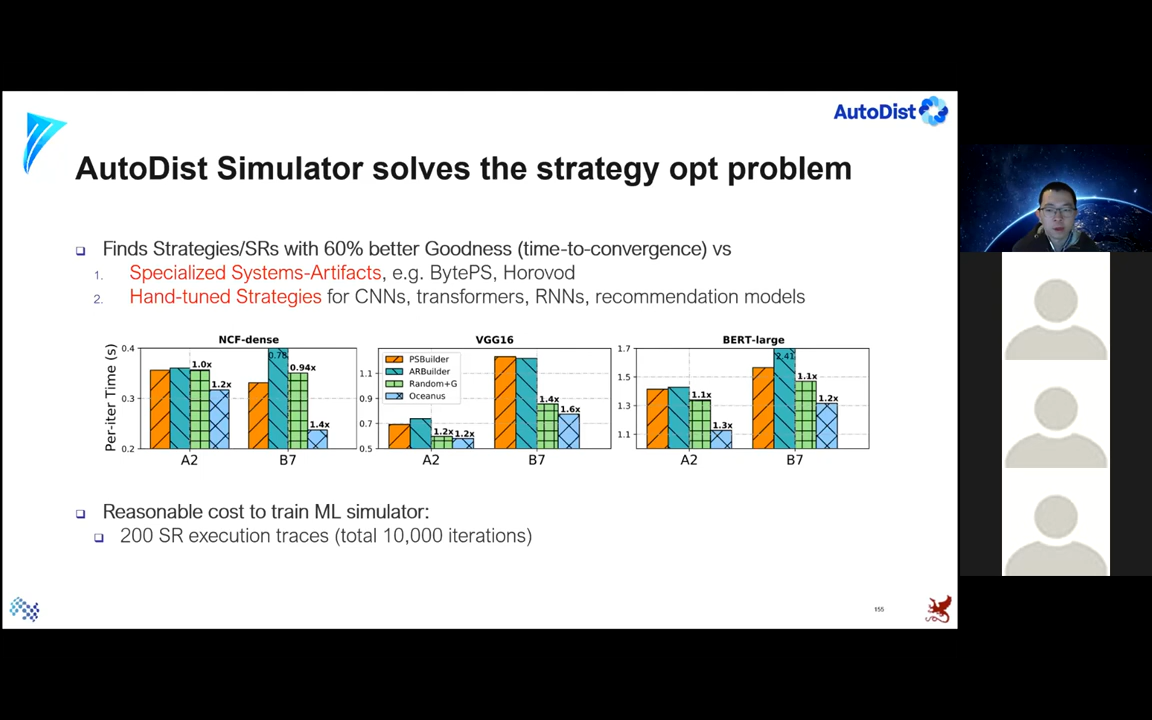 AutoDist
AutoDist Simulator solves the strategy opt problem
Finds Strategies/SRs with 60% better Goodness (time-to-convergence) vs
1. Specialized Systems-Artifacts, e.g. BytePS, Horovod
2. Hand-tuned Strategies for CNNs, transformers, RNNs, recommendation models
NCF-dense
Per-iter Time (s)
0.4
0.3
0.2
1.0x
1.2x
0.78
0.94x
1.4x
A2
B7
VGG16
1.1
0.9
0.7
0.5
PSBuilder
ARBuilder
Random+G
Oceanus
1.2x
1.2x
1.4x
1.6x
A2
B7
BERT-large
1.7
1.5
1.3
1.1
1.1x
1.3x
2.41
1.1x
1.2x
A2
B7
Reasonable cost to train ML simulator:
200 SR execution traces (total 10,000 iterations)
155